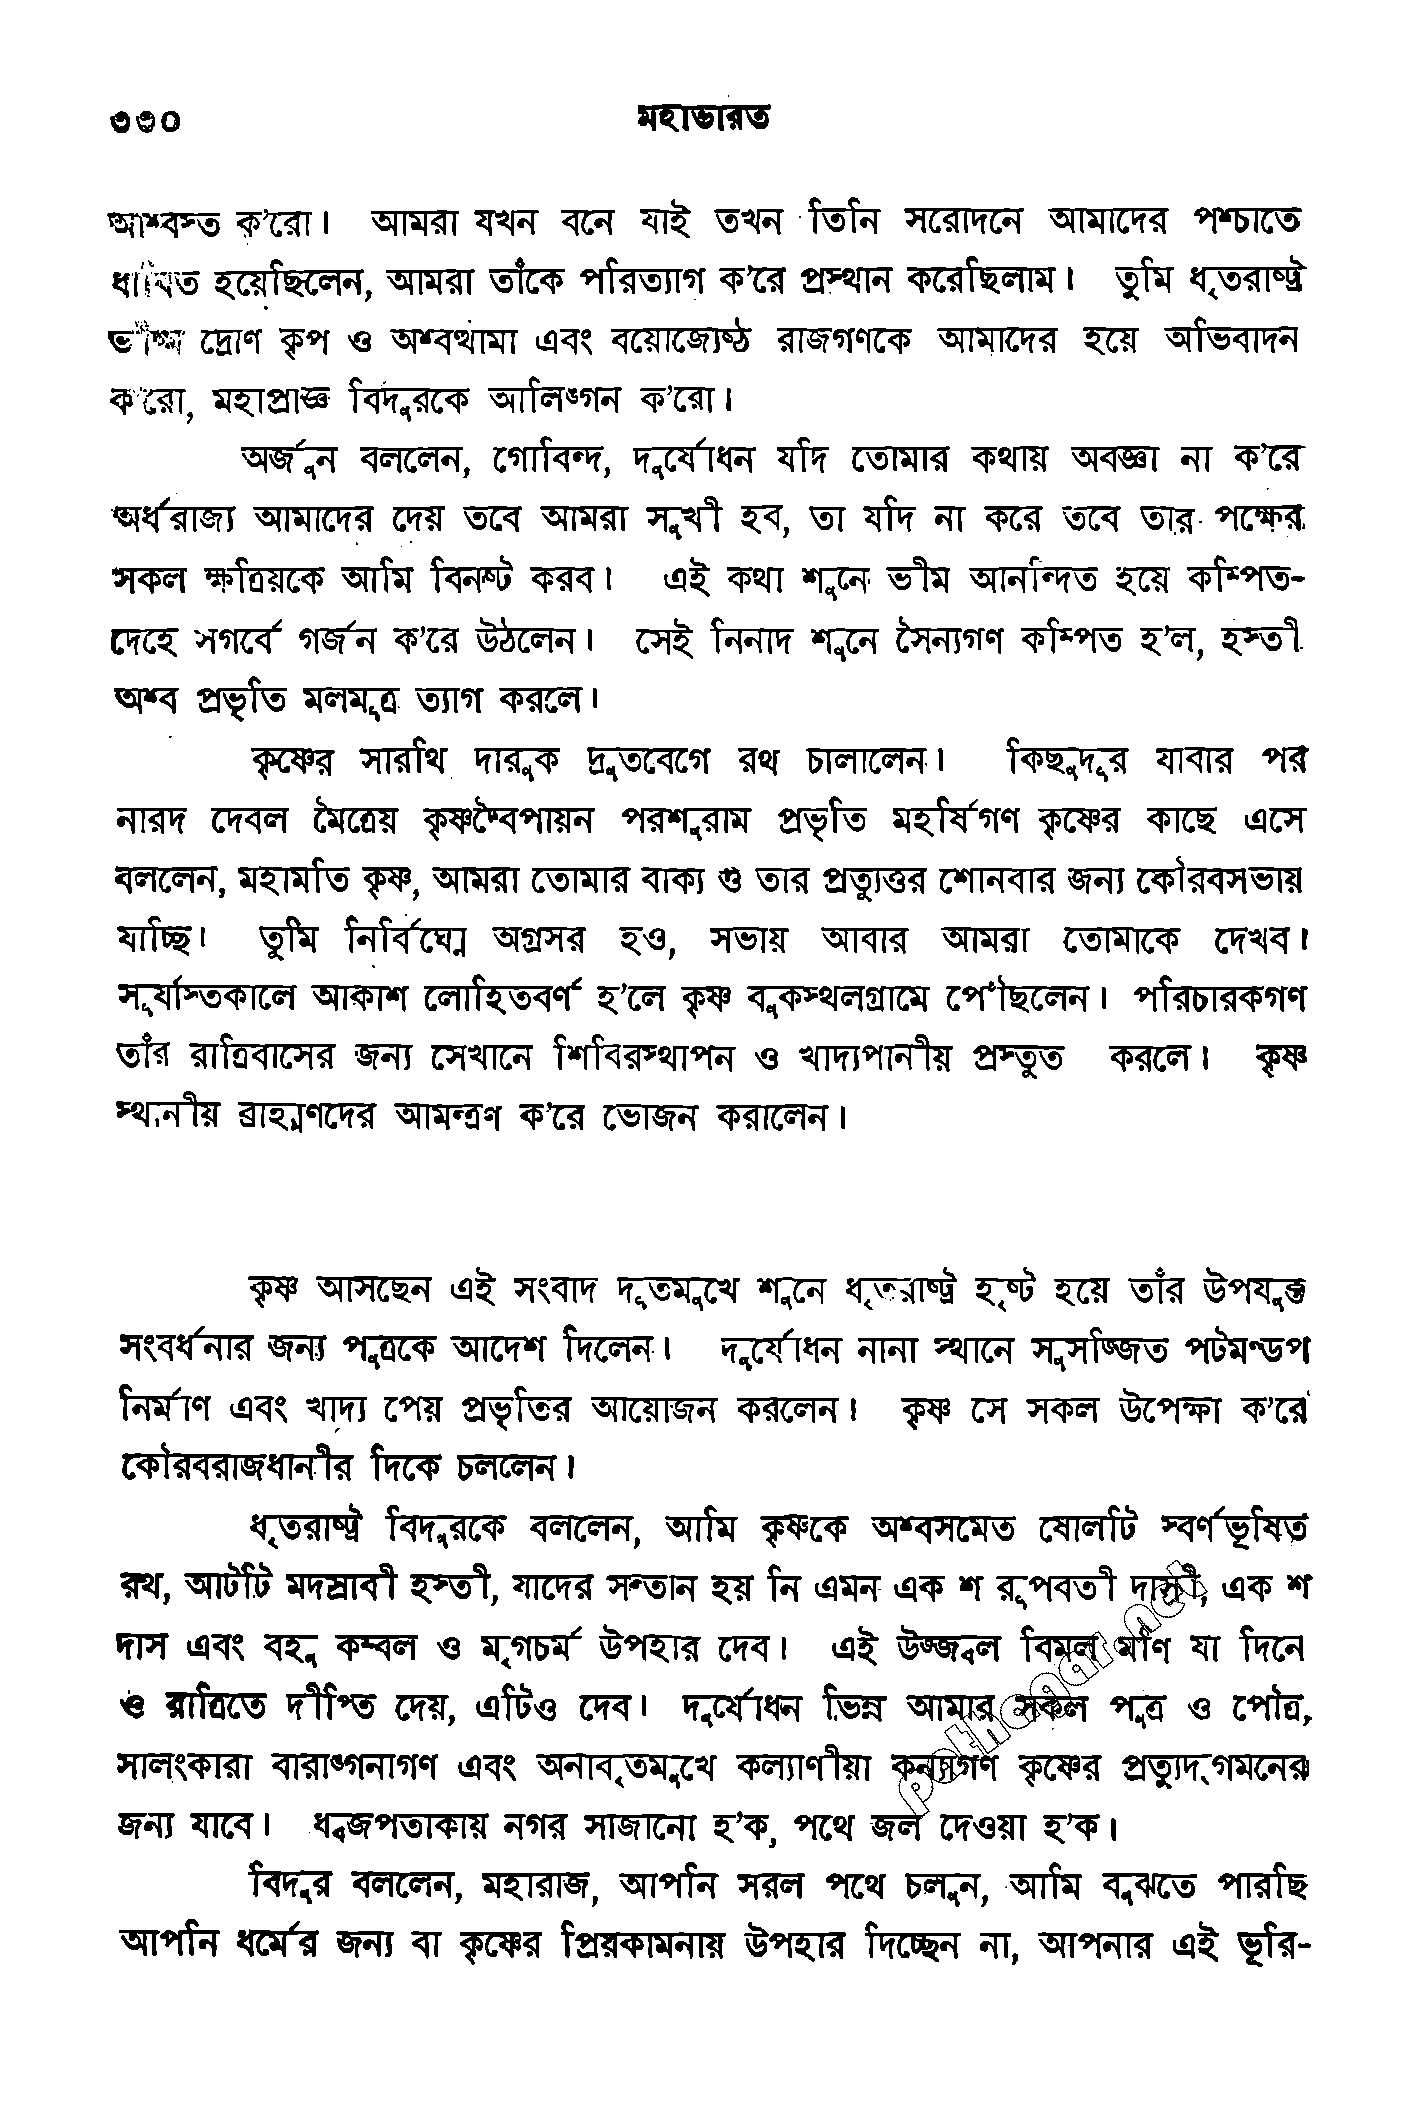 ৩৩০ মহাভারত
আশ্বস্ত ক’রো। আমরা যখন বনে যাই তখন তিনি সরোদনে আমাদের পশ্চাতে
ধাবিত হয়েছিলেন, আমরা তাঁকে পরিত্যাগ ক’রে প্রস্থান করেছিলাম। তুমি ধৃতরাষ্ট্র
ভীষ্ম দ্রোণ কৃপ ও অশ্বত্থামা এবং বয়োজ্যেষ্ঠ রাজগণকে আমাদের হয়ে অভিবাদন
ক’রো, মহাপ্রাজ্ঞ বিদুরকে আলিঙ্গন ক’রো।
অর্জুন বললেন, গোবিন্দ, দুর্যোধন যদি তোমার কথায় অবজ্ঞা না ক’রে
অর্ধরাজ্য আমাদের দেয় তবে আমরা সুখী হব, তা যদি না করে তবে তার পক্ষের
সকল ক্ষত্রিয়কে আমি বিনষ্ট করব। এই কথা শুনে ভীম আনন্দিত হয়ে কম্পিত-
দেহে সগর্বে গর্জন ক’রে উঠলেন। সেই নিনাদ শুনে সৈন্যগণ কম্পিত হ’ল, হস্তী
অশ্ব প্রভৃতি মলমূত্র ত্যাগ করলে।
কৃষ্ণের সারথি দারুক দ্রুতবেগে রথ চালালেন। কিছুদূর যাবার পর
নারদ দেবল মৈত্রেয় কৃষ্ণদ্বৈপায়ন পরশুরাম প্রভৃতি মহর্ষিগণ কৃষ্ণের কাছে এসে
বললেন, মহামতি কৃষ্ণ, আমরা তোমার বাক্য ও তার প্রত্যুত্তর শোনবার জন্য কৌরবসভায়
যাচ্ছি। তুমি নির্বিঘ্নে অগ্রসর হও, সভায় আবার আমরা তোমাকে দেখব।
সূর্যাস্তকালে আকাশ লোহিতবর্ণ হ’লে কৃষ্ণ বুকস্থলগ্রামে পৌঁছলেন। পরিচারকগণ
তাঁর রাত্রিবাসের জন্য সেখানে শিবিরস্থাপন ও খাদ্যপানীয় প্রস্তুত করলে। কৃষ্ণ
স্থানীয় ব্রাহ্মণদের আমন্ত্রণ ক’রে ভোজন করালেন।
কৃষ্ণ আসছেন এই সংবাদ দূতমুখে শুনে ধৃতরাষ্ট্র হৃষ্ট হয়ে তাঁর উপযুক্ত
সংবর্ধনার জন্য পুত্রকে আদেশ দিলেন। দুর্যোধন নানা স্থানে সুসজ্জিত পটমণ্ডপ
নির্মাণ এবং খাদ্য পেয় প্রভৃতির আয়োজন করলেন। কৃষ্ণ সে সকল উপেক্ষা ক’রে
কৌরবরাজধানীর দিকে চললেন।
ধৃতরাষ্ট্র বিদুরকে বললেন, আমি কৃষ্ণকে অশ্বসমেত ষোলটি স্বর্ণভূষিত
রথ, আটটি মদস্রাবী হস্তী, যাদের সন্তান হয় নি এমন এক শ রূপবতী দাসী, এক শ
দাস এবং বহু কম্বল ও মৃগচর্ম উপহার দেব। এই উজ্জ্বল বিমল মণি যা দিনে
ও রাত্রিতে দীপ্তি দেয়, এটিও দেব। দুর্যোধন ভিন্ন আমার সকল পুত্র ও পৌত্র,
সালংকারা বারাঙ্গনাগণ এবং অনাবৃতমুখে কল্যাণীয়া কন্যাগণ কৃষ্ণের প্রত্যুদ্‌গমনের
জন্য যাবে। ধ্বজপতাকায় নগর সাজানো হ’ক, পথে জল দেওয়া হ’ক।
বিদুর বললেন, মহারাজ, আপনি সরল পথে চলুন, আমি বুঝতে পারছি
আপনি ধর্মের জন্য বা কৃষ্ণের প্রিয়কামনায় উপহার দিচ্ছেন না, আপনার এই ভূরি-
pathagar.net